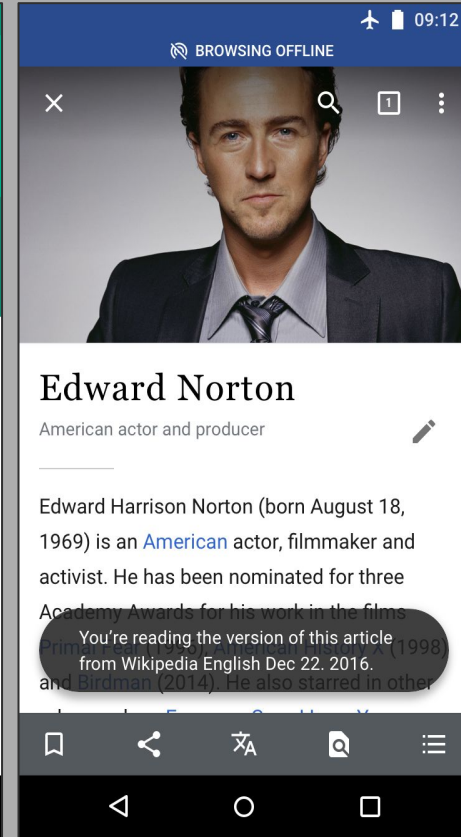 09:12
BROWSING OFFLINE
1
Edward Norton
American actor and producer
Edward Harrison Norton (born August 18,
1969) is an American actor, filmmaker and
activist. He has been nominated for three
Academy Awards for his work in the films
Primal Fear (1996), American History X (1998)
and Birdman (2014). He also starred in other
You're reading the version of this article
from Wikipedia English Dec 22. 2016.